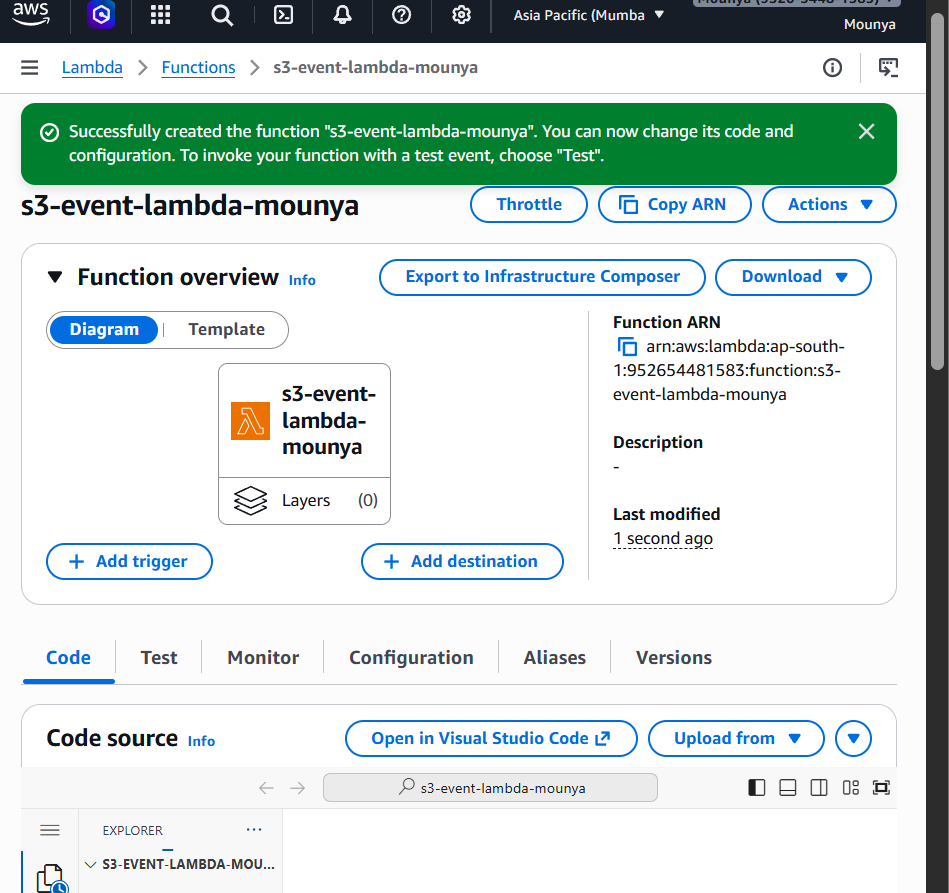 aws
Asia Pacific (Mumba
Mounya
Lambda
Functions
s3-event-lambda-mounya
Successfully created the function "s3-event-lambda-mounya". You can now change its code and
configuration. To invoke your function with a test event, choose "Test".
s3-event-lambda-mounya
Throttle
Copy ARN
Actions
Function overview Info
Export to Infrastructure Composer
Download
Diagram
Template
s3-event-
lambda-
mounya
Layers (0)
Add trigger
Add destination
Function ARN
arn:aws:lambda:ap-south-
1:952654481583:function:s3-
event-lambda-mounya
Description
-
Last modified
1 second ago
Code
Test
Monitor
Configuration
Aliases
Versions
Code source Info
Open in Visual Studio Code
Upload from
s3-event-lambda-mounya
EXPLORER
S3-EVENT-LAMBDA-MOU...